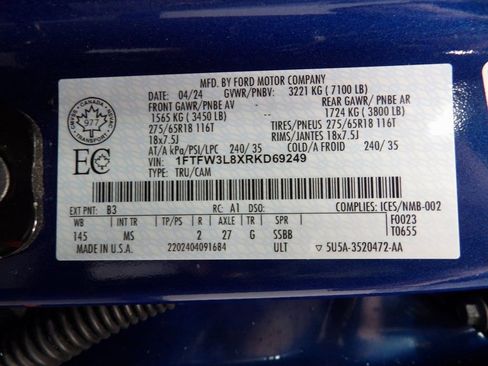 MFD. BY FORD MOTOR COMPANY
DATE: 04/24 GVWR/PNBV: 3221 KG ( 7100 LB)
FRONT GAWR/PNBE AV REAR GAWR/ PNBE AR
1565 KG ( 3450 LB) 1724 KG ( 3800 LB)
275/65R18 116T TIRES/PNEUS 275/65R18 116T
18x7.5J RIMS/JANTES 18x7.5J
AT/A kPa/PSI/LPC 240/ 35 COLD/A FROID 240/ 35
VIN: 1FTFW3L8XRKD69249
TYPE: TRU/CAM
CANADA
977
TRANSPORT
EC
EXT PNT: B3 RC: A1 DSO: COMPLIES: ICES/NMB-002
WB INT TR TP/PS R AXLE TR SPR F0023
145 MS 2 27 G S5BB T0655
MADE IN U.S.A. 2202404091684 ULT 5U5A-3520472-AA